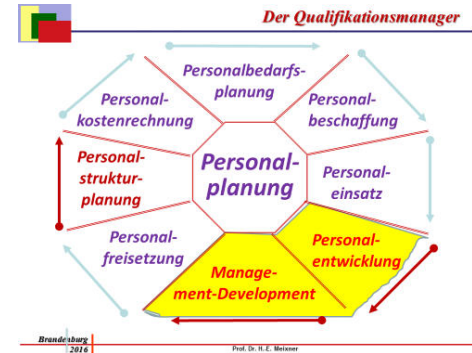 Der Qualifikationsmanager
Personalbedarfs-
planung
Personal-
kostenrechnung
Personal-
beschaffung
Personal-
struktur-
planung
Personal-
planung
Personal-
einsatz
Personal-
freisetzung
Personal-
entwicklung
Manage-
ment-Development
Brandenburg
2016
Prof. Dr. H.-E. Meixner